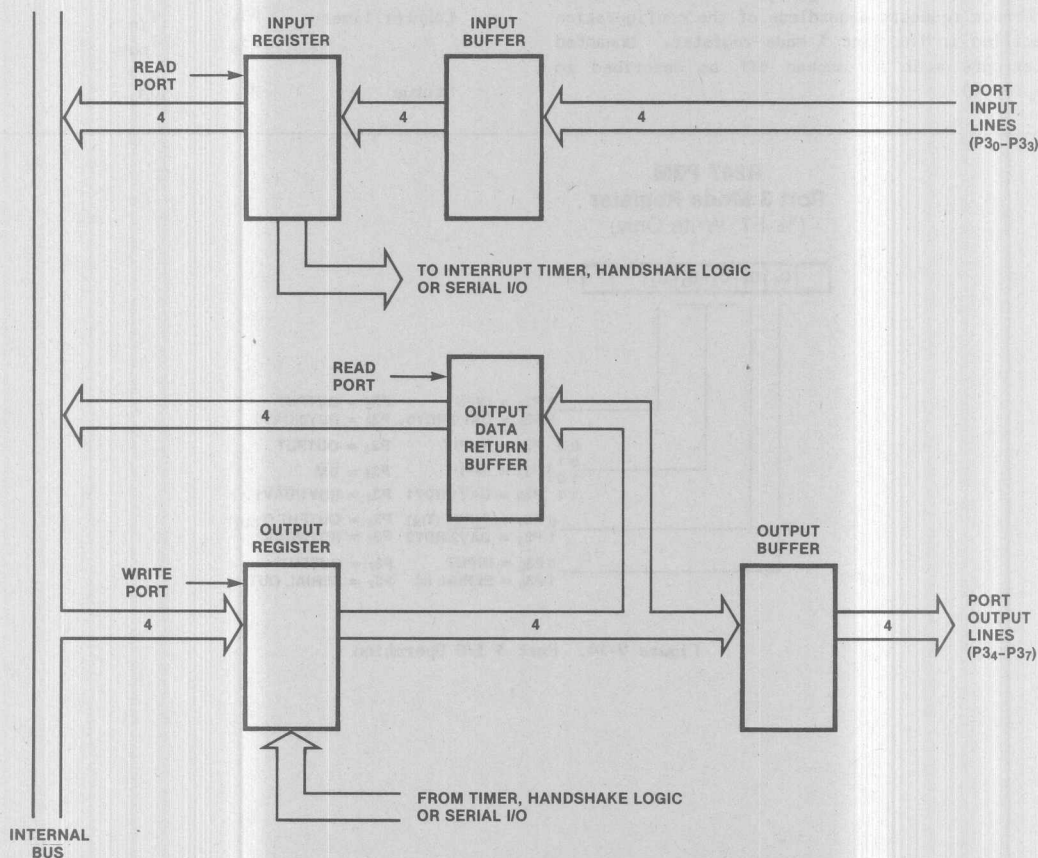 INPUT
REGISTER
INPUT
BUFFER
READ
PORT
4
4
4
PORT
INPUT
LINES
(P3₀–P3₃)
TO INTERRUPT TIMER, HANDSHAKE LOGIC
OR SERIAL I/O
READ
PORT
4
OUTPUT
DATA
RETURN
BUFFER
OUTPUT
REGISTER
OUTPUT
BUFFER
WRITE
PORT
4
4
4
PORT
OUTPUT
LINES
(P3₄–P3₇)
FROM TIMER, HANDSHAKE LOGIC
OR SERIAL I/O
INTERNAL
BUS